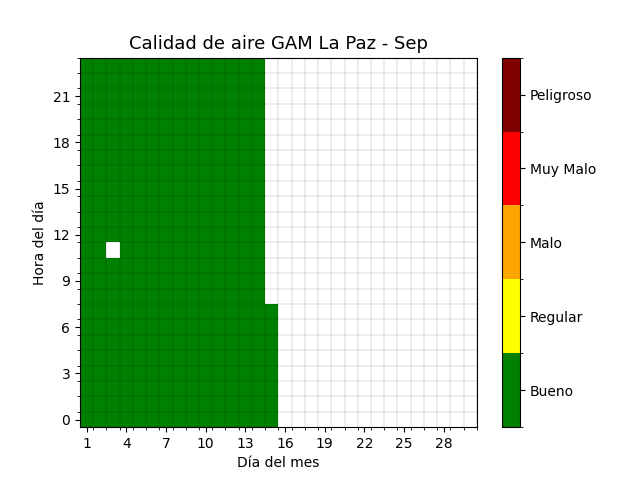 Calidad de aire GAM La Paz - Sep
Hora del día
21
18
15
12
9
6
3
0
1 4 7 10 13 16 19 22 25 28
Día del mes
Peligroso
Muy Malo
Malo
Regular
Bueno